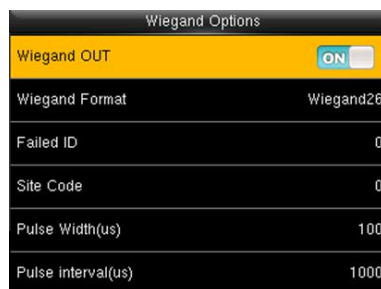 Wiegand Options
Wiegand OUT ON
Wiegand Format Wiegand26
Failed ID 0
Site Code 0
Pulse Width(us) 100
Pulse interval(us) 1000